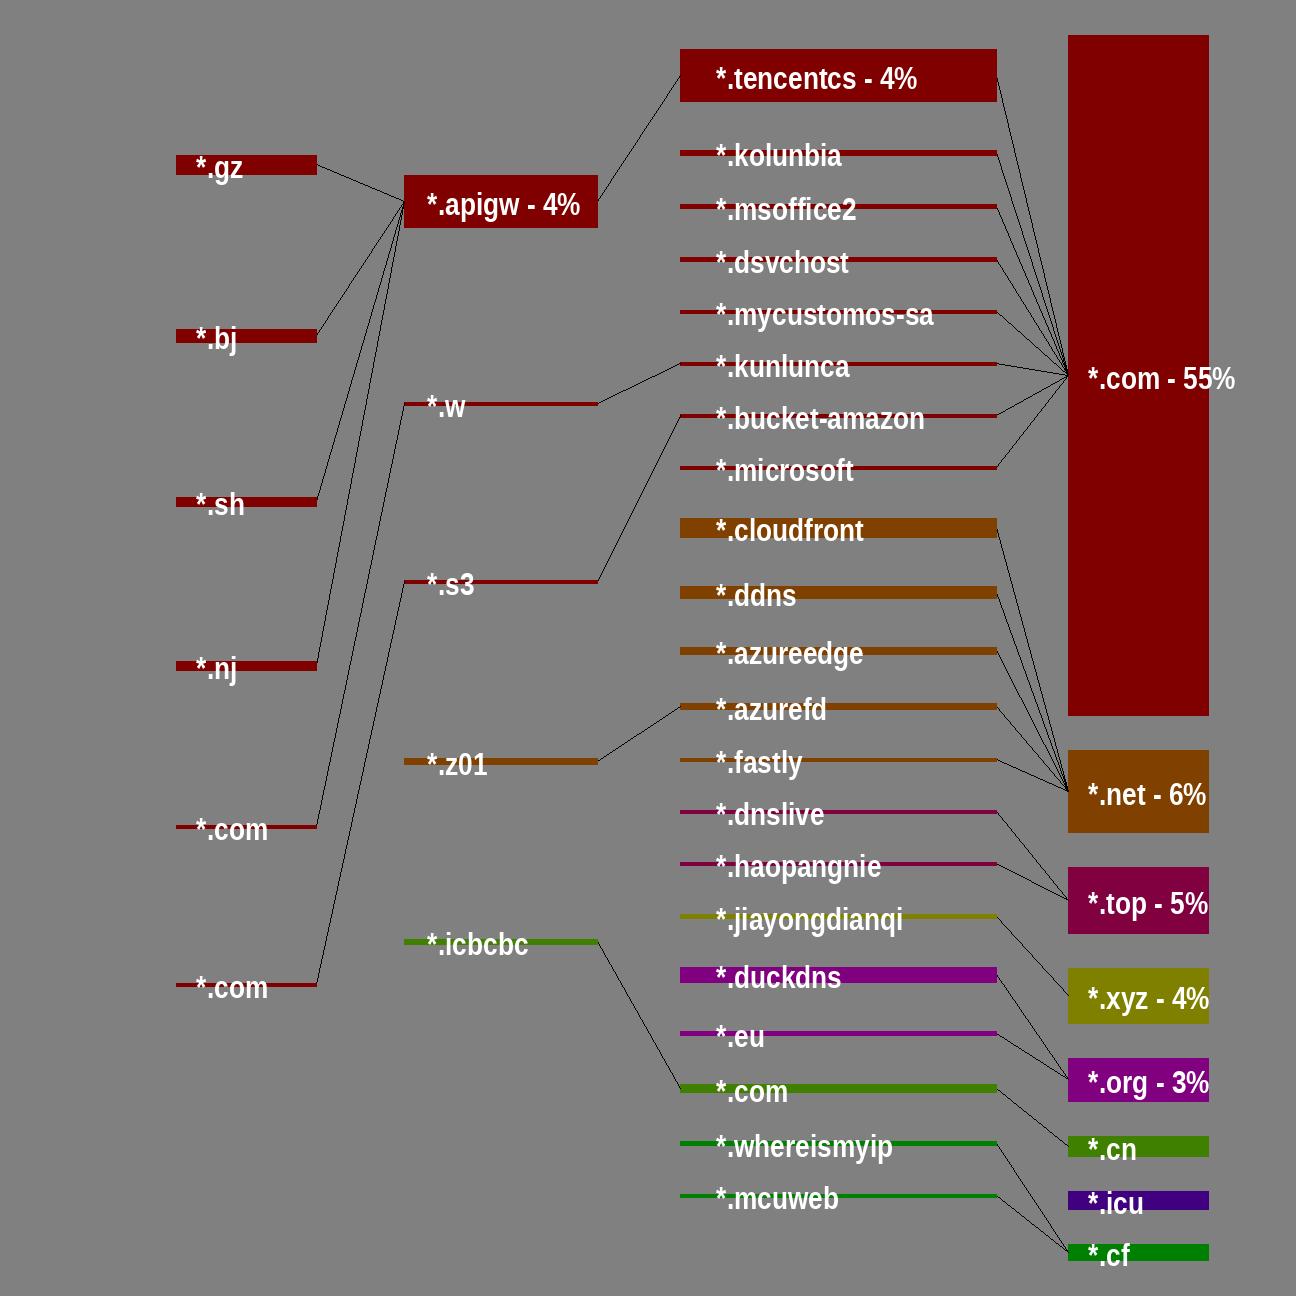 *.gz
*.bj
*.sh
*.nj
*.com
*.com
*.apigw - 4%
*.w
*.s3
*.z01
*.icbcbc
*.tencentcs - 4%
*.kolunbia
*.msoffice2
*.dsvchost
*.mycustomos-sa
*.kunlunca
*.bucket-amazon
*.microsoft
*.cloudfront
*.ddns
*.azureedge
*.azurefd
*.fastly
*.dnslive
*.haopangnie
*.jiayongdianqi
*.duckdns
*.eu
*.com
*.whereismyip
*.mcuweb
*.com - 55%
*.net - 6%
*.top - 5%
*.xyz - 4%
*.org - 3%
*.cn
*.icu
*.cf